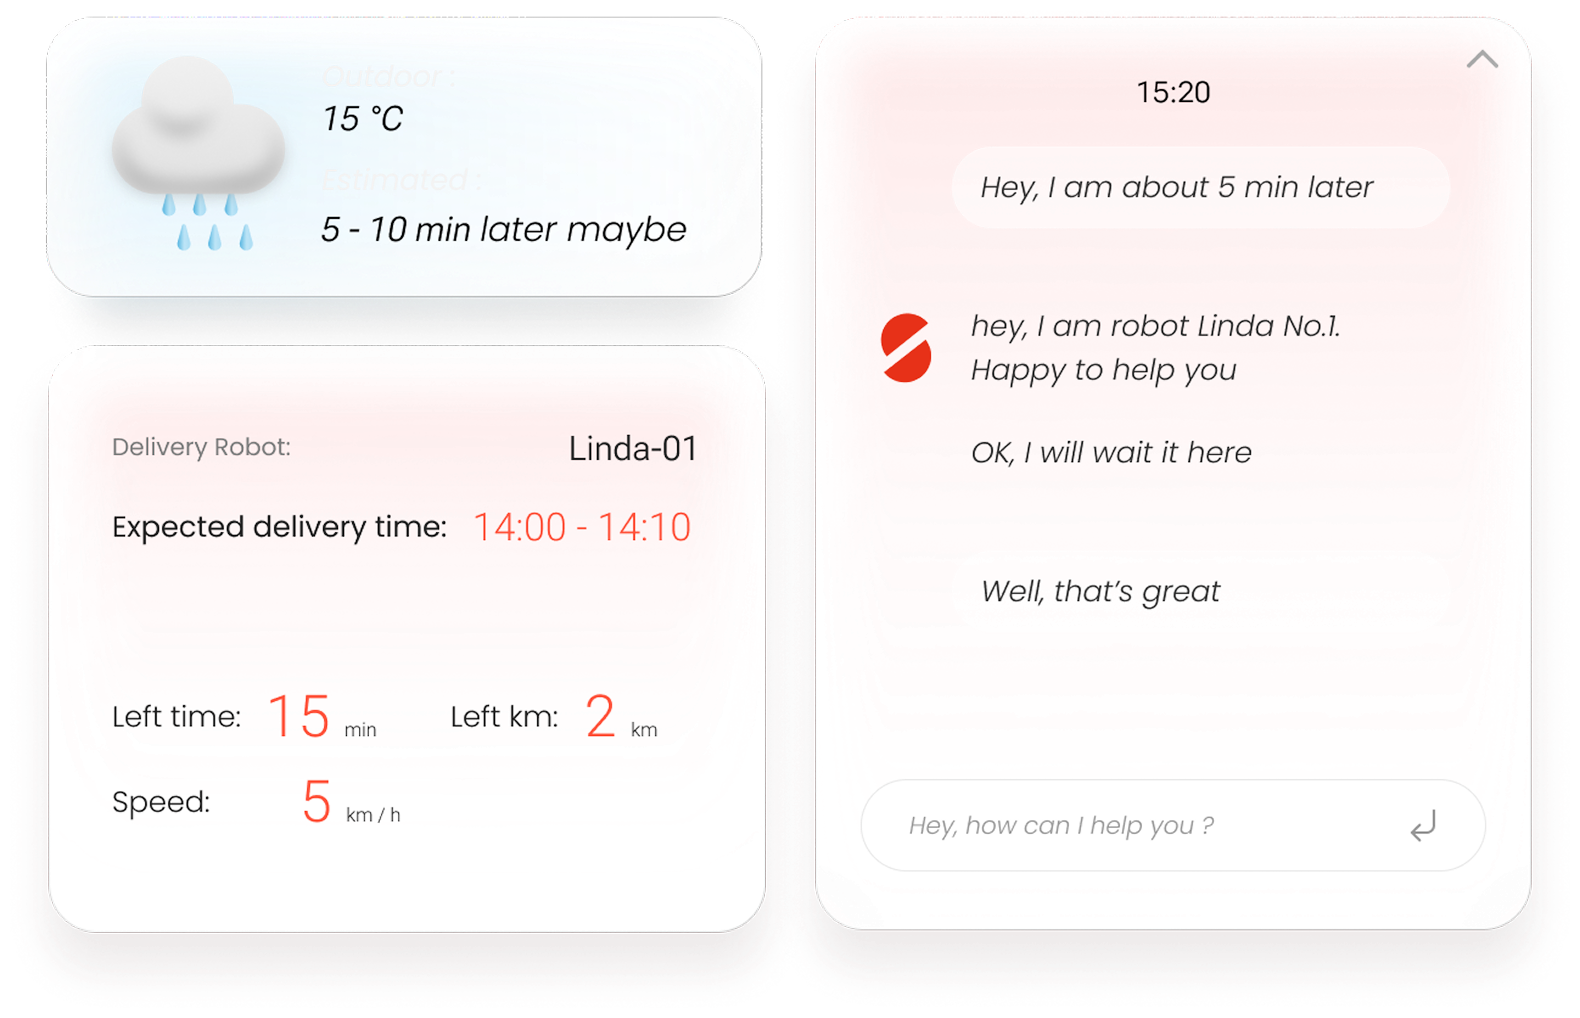 Outdoor :
15 °C
Estimated :
5 - 10 min later maybe
Delivery Robot: Linda-01
Expected delivery time: 14:00 - 14:10
Left time: 15 min Left km: 2 km
Speed: 5 km / h
15:20
Hey, I am about 5 min later
hey, I am robot Linda No.1.
Happy to help you
OK, I will wait it here
Well, that's great
Hey, how can I help you ?